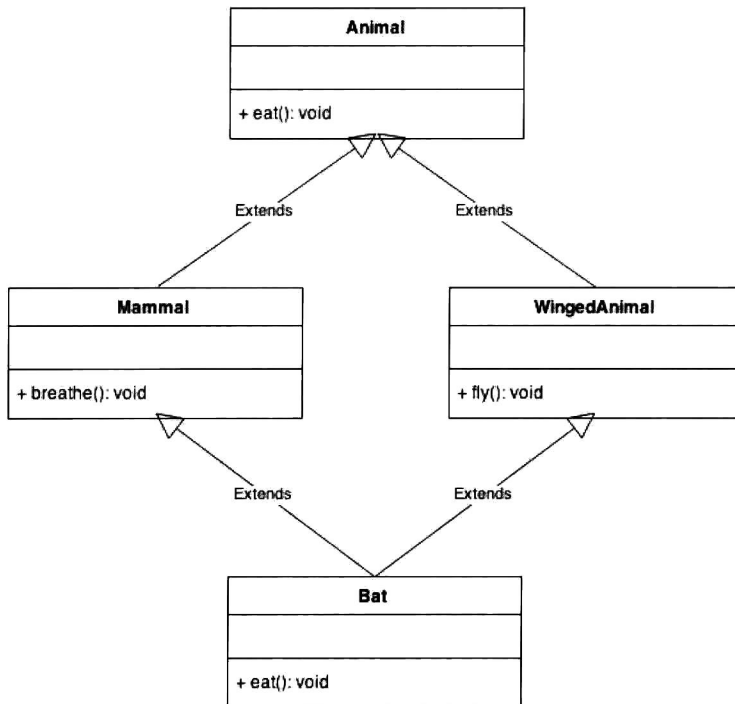 Animal
+ eat(): void
Extends
Extends
Mammal
+ breathe(): void
WingedAnimal
+ fly(): void
Extends
Extends
Bat
+ eat(): void